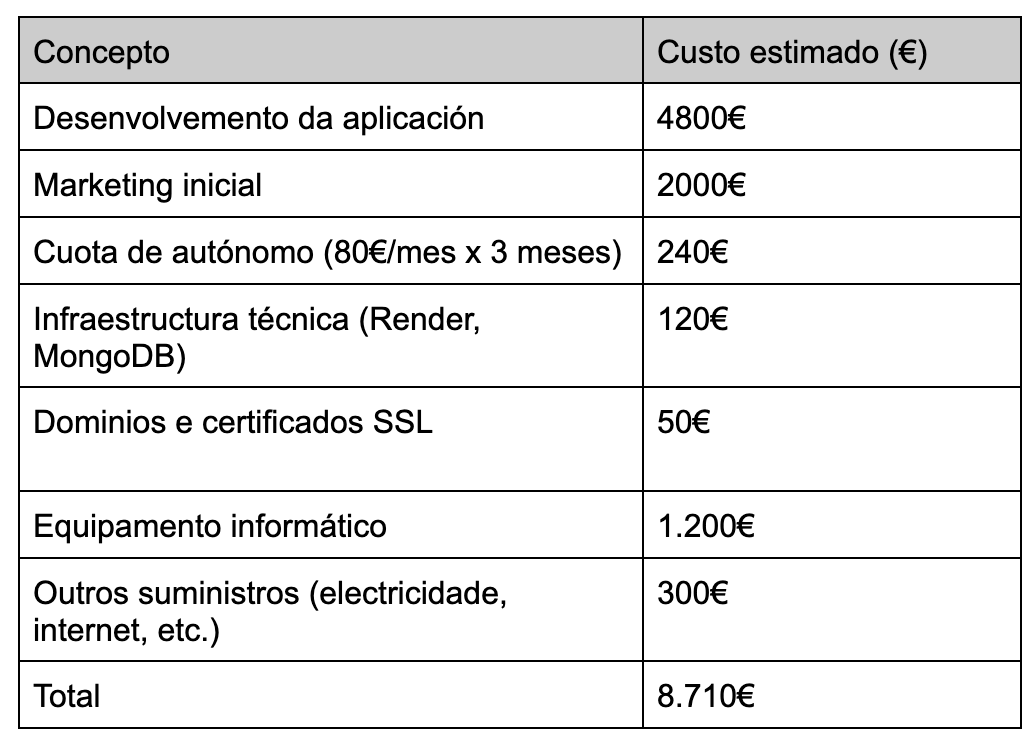 Concepto
Custo estimado (€)
Desenvolvemento da aplicación
4800€
Marketing inicial
2000€
Cuota de autónomo (80€/mes x 3 meses)
240€
Infraestructura técnica (Render,
MongoDB)
120€
Dominios e certificados SSL
50€
Equipamento informático
1.200€
Outros suministros (electricidade,
internet, etc.)
300€
Total
8.710€